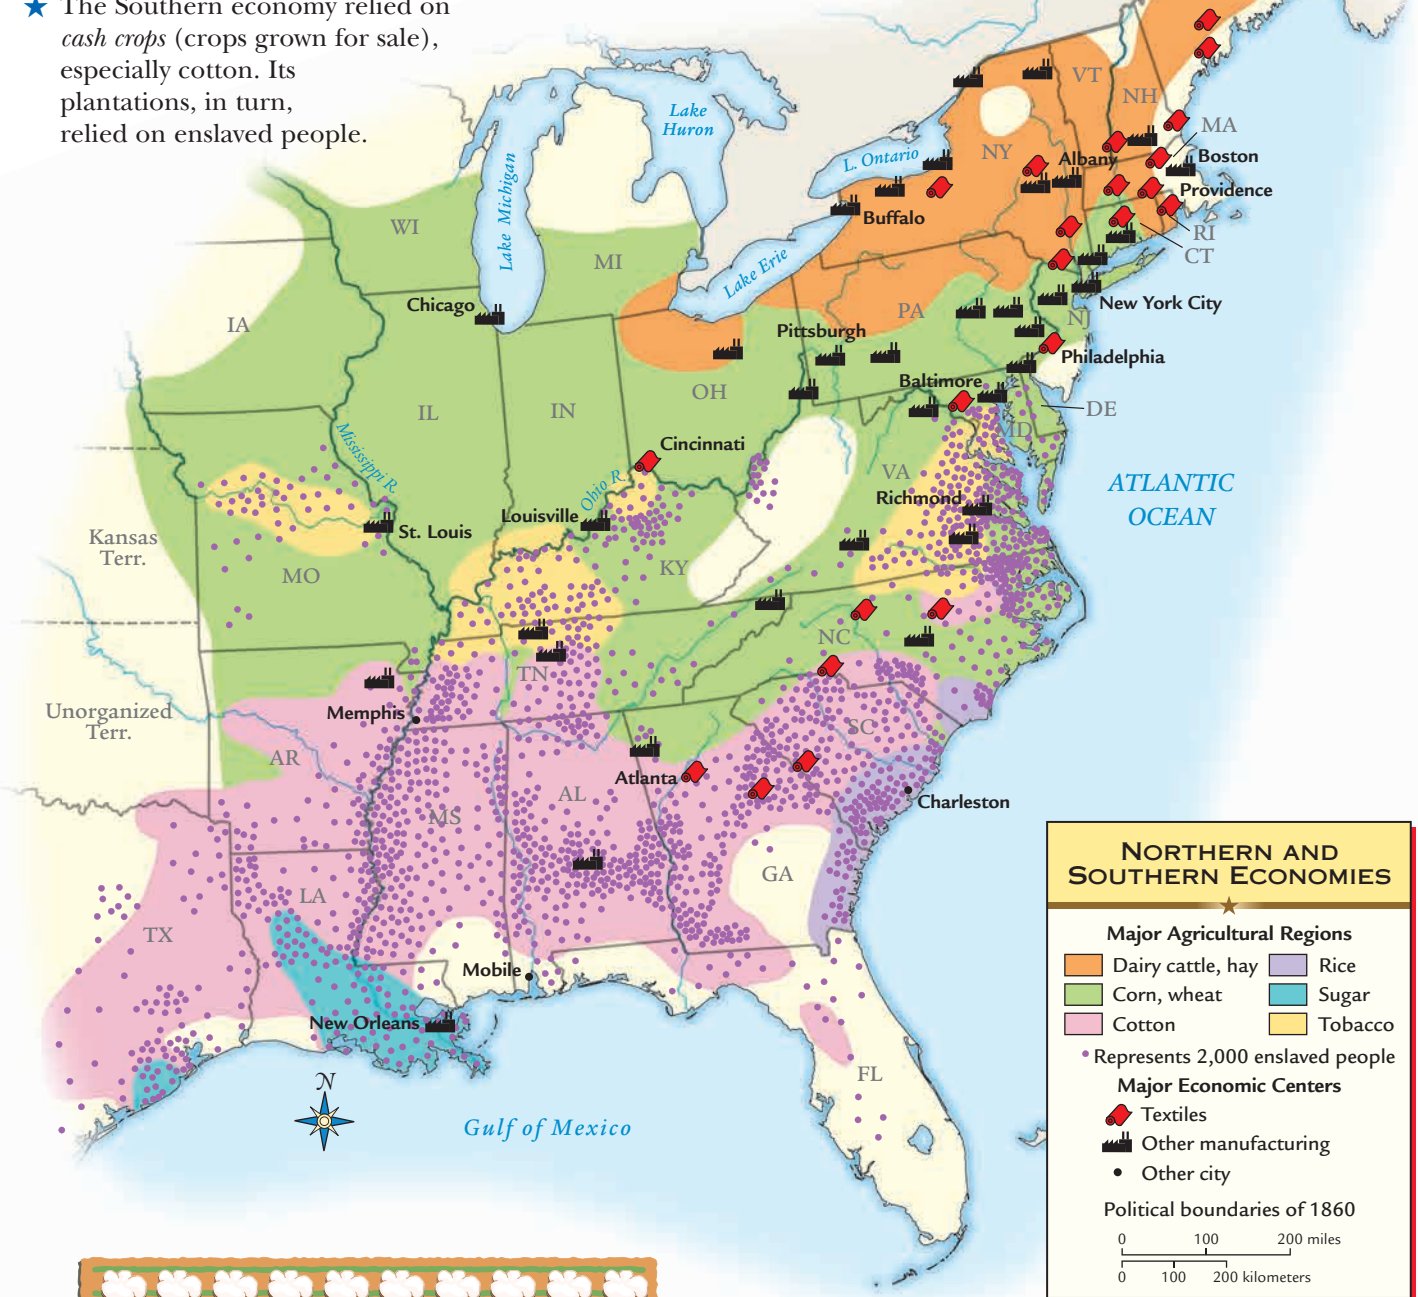 ★ The Southern economy relied on
cash crops (crops grown for sale),
especially cotton. Its
plantations, in turn,
relied on enslaved people.
Lake
Huron
L. Ontario
Lake Michigan
Lake Erie
VT
NH
MA
NY
Albany
Boston
Providence
Buffalo
RI
CT
WI
MI
Chicago
New York City
IA
PA
NJ
Pittsburgh
Philadelphia
Baltimore
OH
IL
IN
DE
MD
Mississippi R.
Cincinnati
Ohio R.
VA
ATLANTIC
OCEAN
Richmond
Louisville
St. Louis
Kansas
Terr.
MO
KY
NC
TN
Unorganized
Terr.
Memphis
AR
SC
Atlanta
AL
Charleston
MS
GA
LA
TX
Mobile
New Orleans
FL
N
Gulf of Mexico
NORTHERN AND
SOUTHERN ECONOMIES
Major Agricultural Regions
Dairy cattle, hay
Rice
Corn, wheat
Sugar
Cotton
Tobacco
Represents 2,000 enslaved people
Major Economic Centers
Textiles
Other manufacturing
Other city
Political boundaries of 1860
0 100 200 miles
0 100 200 kilometers